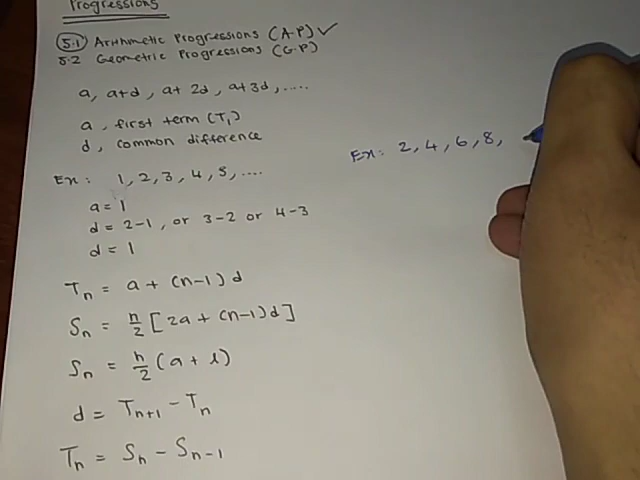 Progressions
5.1 Arithmetic Progressions (A.P) ✓
5.2 Geometric Progressions (G.P)
a, a+d, a+2d, a+3d, .....
a, first term (T₁)
d, common difference
Ex: 1, 2, 3, 4, 5, ....
a = 1
d = 2-1, or 3-2 or 4-3
d = 1
Tn = a + (n-1)d
Sn = n/2 [2a + (n-1)d]
Sn = n/2 (a + l)
d = Tn+1 - Tn
Tn = Sn - Sn-1
Ex: 2, 4, 6, 8,